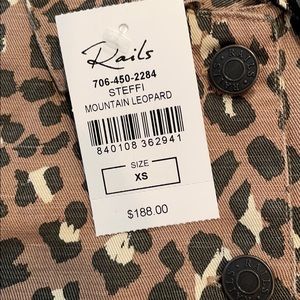 Rails
706-450-2284
STEFFI
MOUNTAIN LEOPARD
840108 362941
SIZE
XS
$188.00